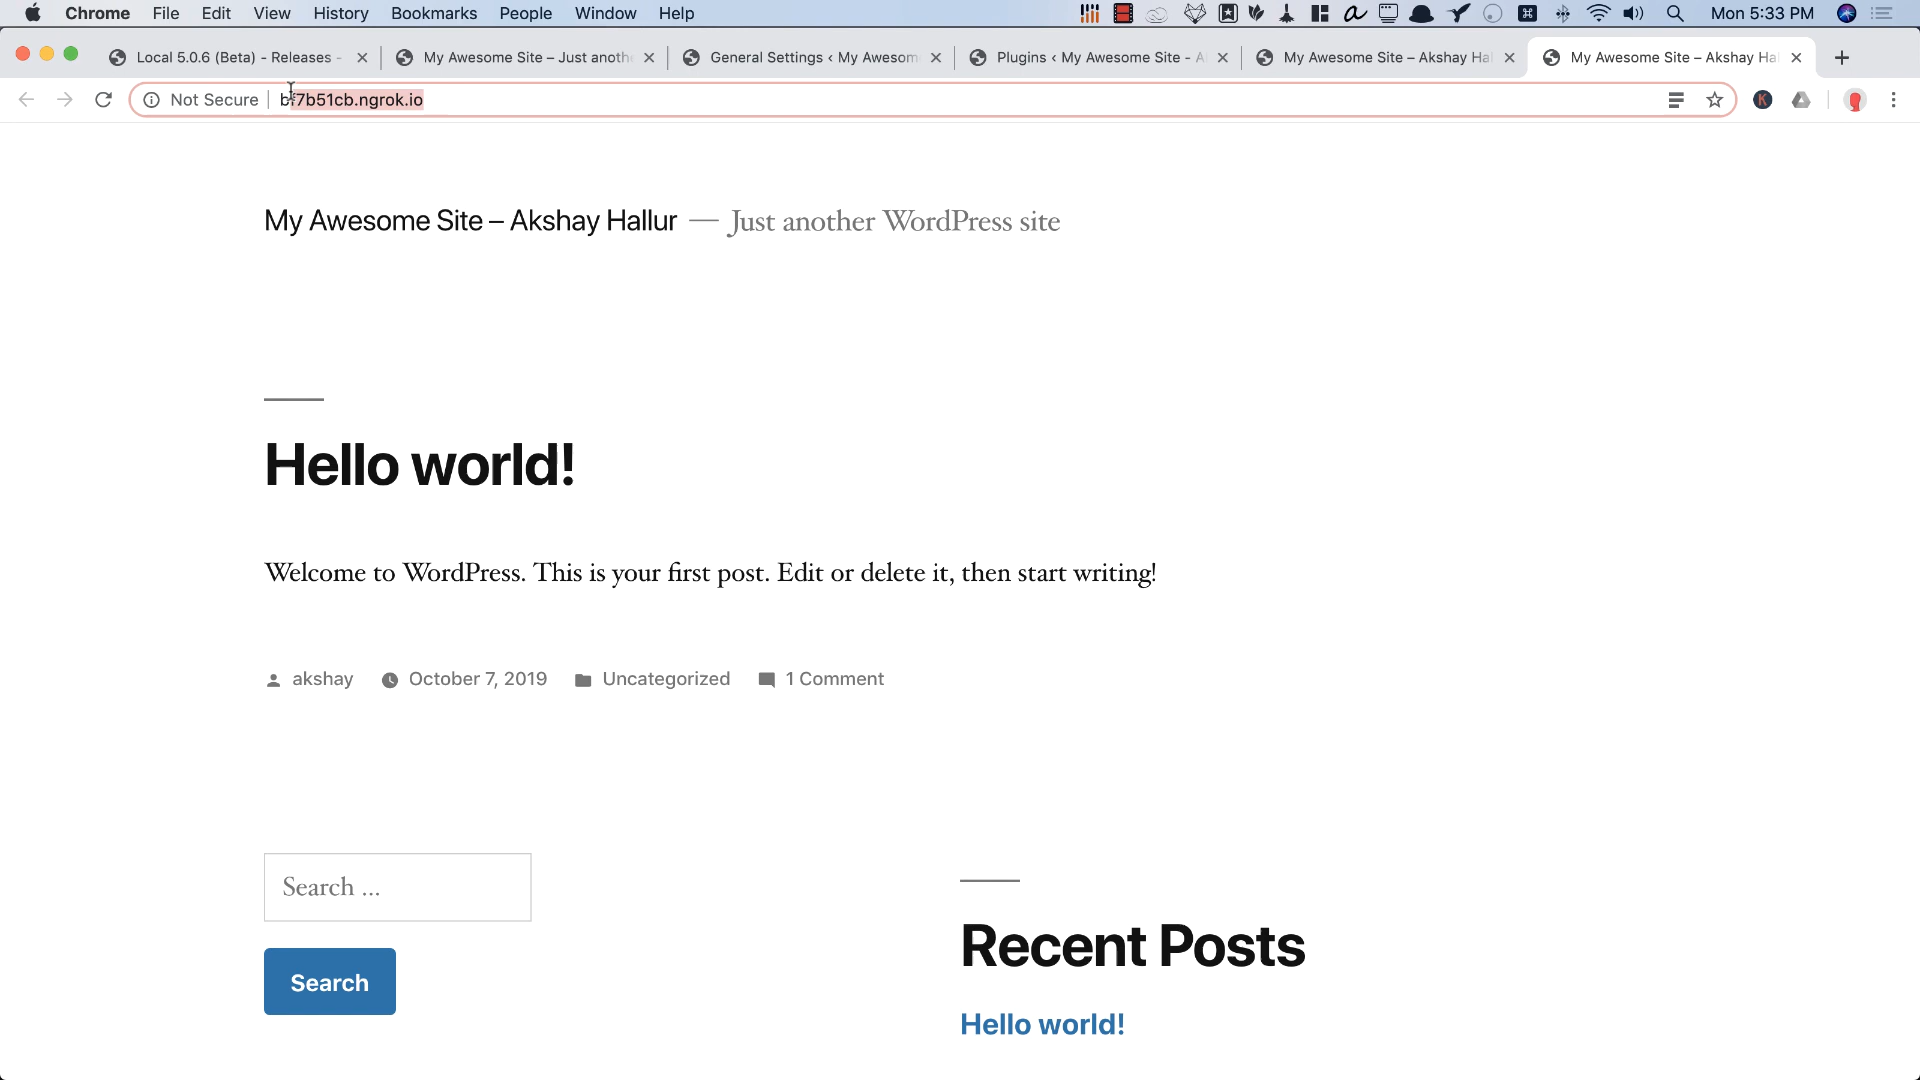 Chrome File Edit View History Bookmarks People Window Help Mon 5:33 PM
Local 5.0.6 (Beta) - Releases - My Awesome Site – Just anoth General Settings ‹ My Awesom Plugins ‹ My Awesome Site - A My Awesome Site – Akshay Hal My Awesome Site – Akshay Hal
Not Secure bf7b51cb.ngrok.io K
My Awesome Site – Akshay Hallur — Just another WordPress site
Hello world!
Welcome to WordPress. This is your first post. Edit or delete it, then start writing!
akshay October 7, 2019 Uncategorized 1 Comment
Search ...
Search
Recent Posts
Hello world!